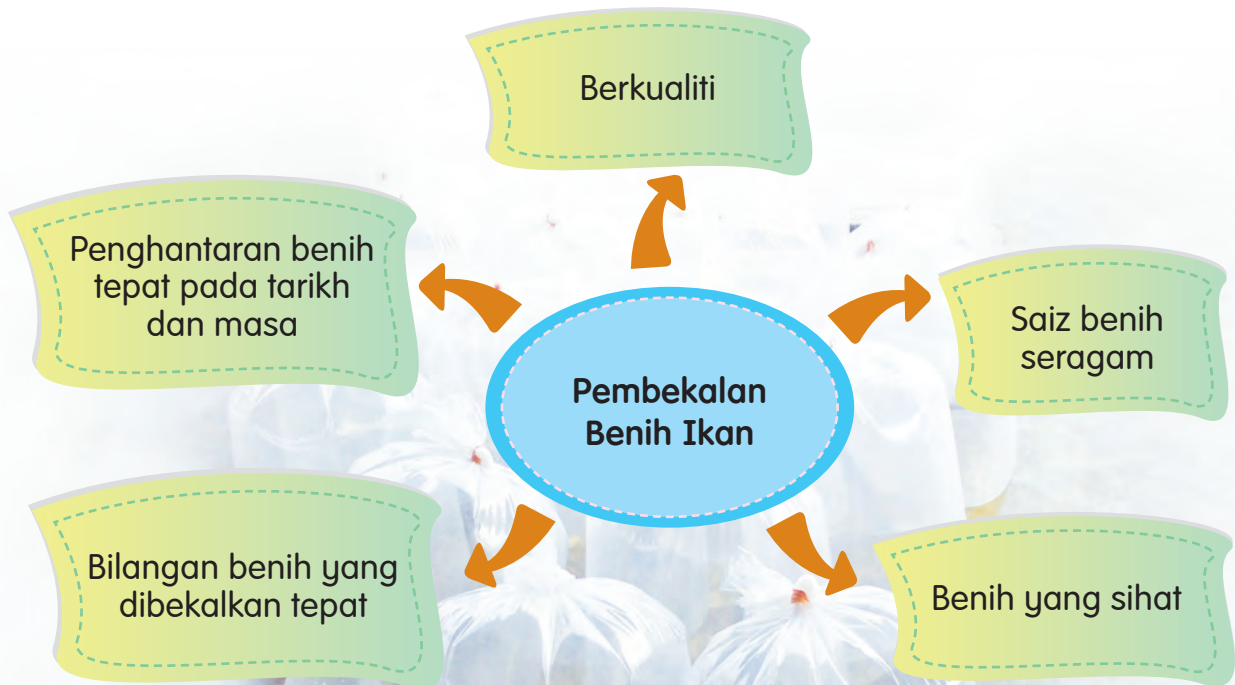 Berkualiti
Penghantaran benih
tepat pada tarikh
dan masa
Saiz benih
seragam
Pembekalan
Benih Ikan
Bilangan benih yang
dibekalkan tepat
Benih yang sihat